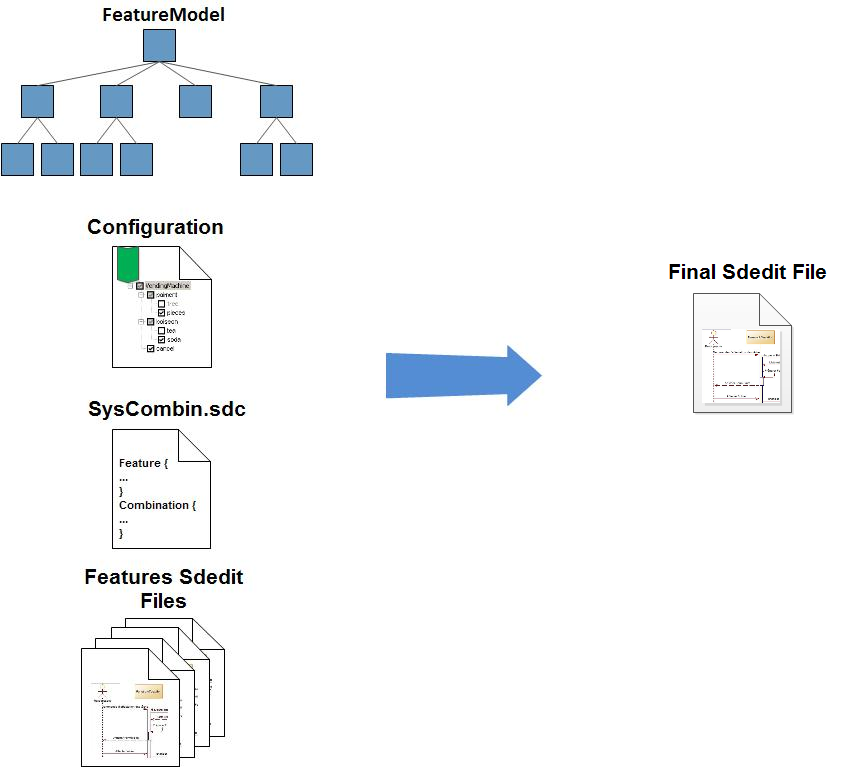 FeatureModel
Configuration
VendingMachine
paiment
free
pieces
boisson
tea
soda
cancel
Final Sdedit File
SysCombin.sdc
Feature {
...
}
Combination {
...
}
Features Sdedit
Files